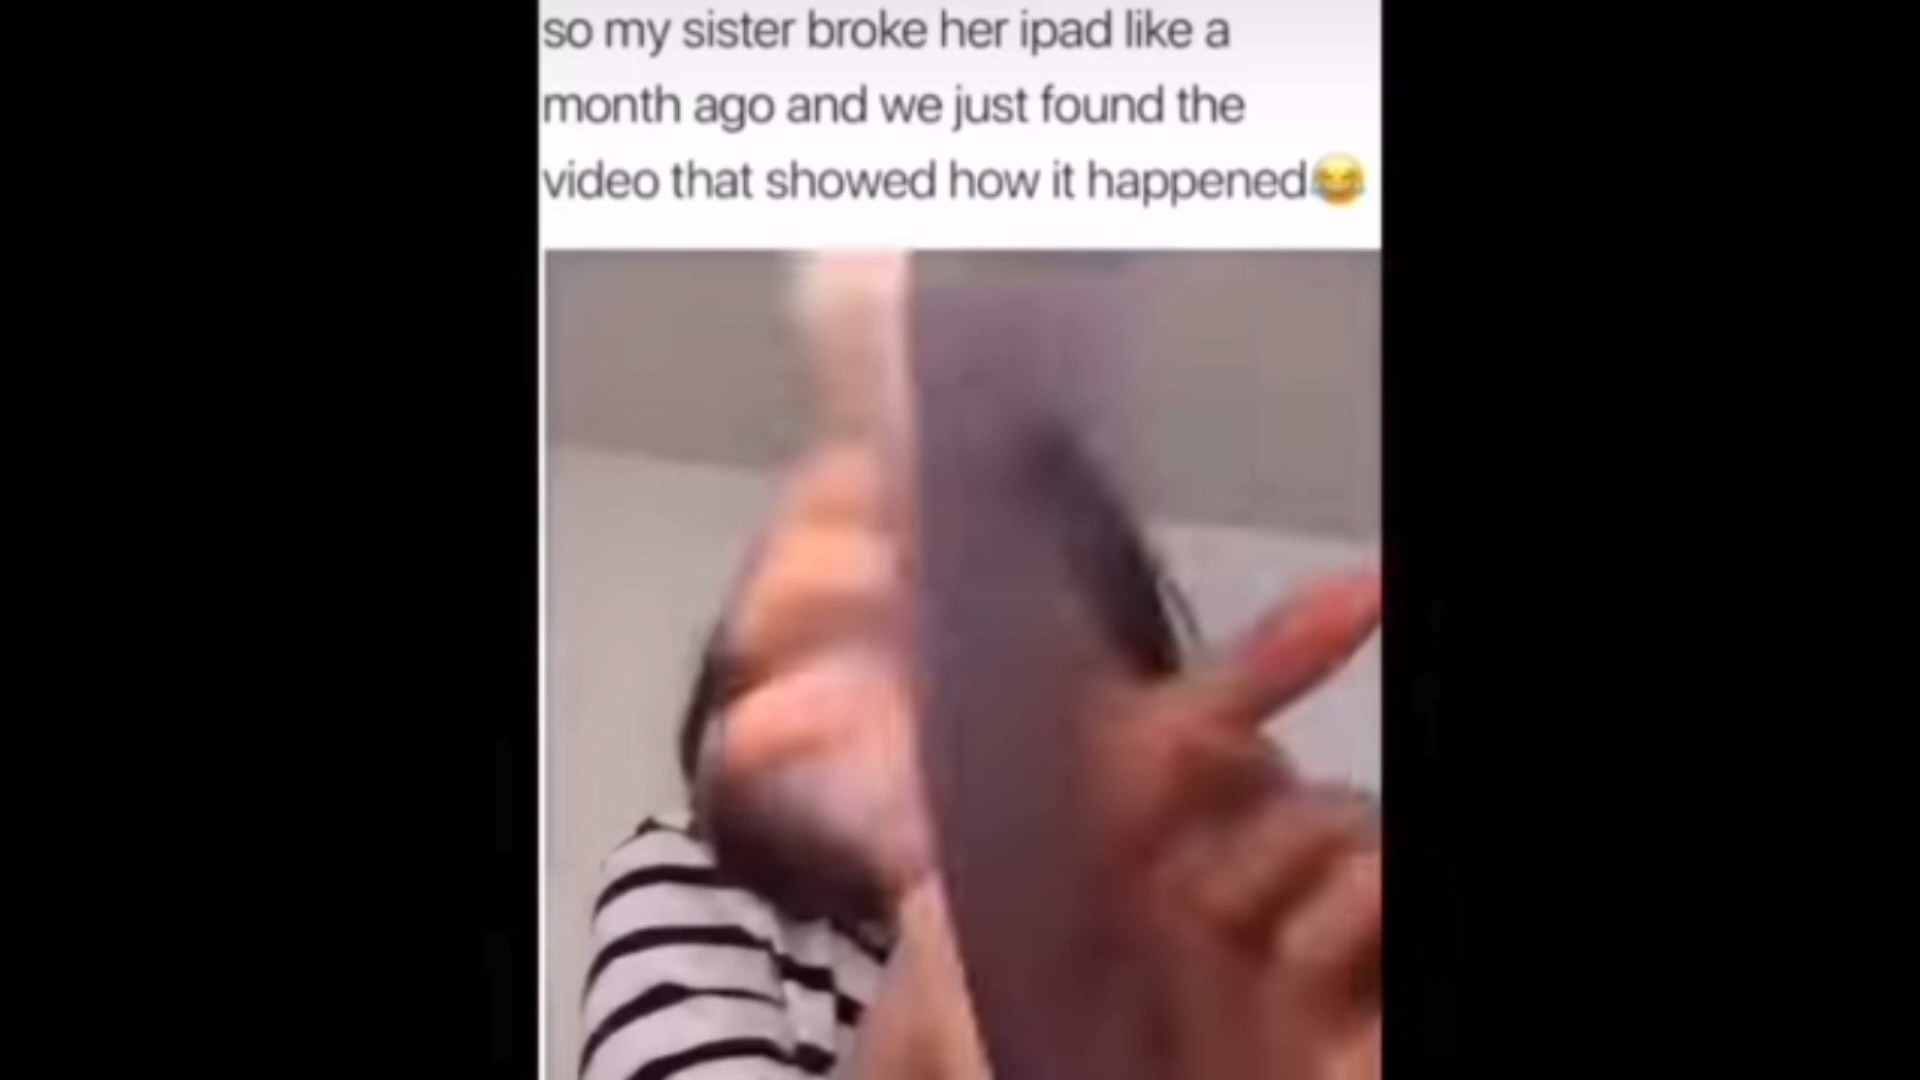 so my sister broke her ipad like a
month ago and we just found the
video that showed how it happened😂